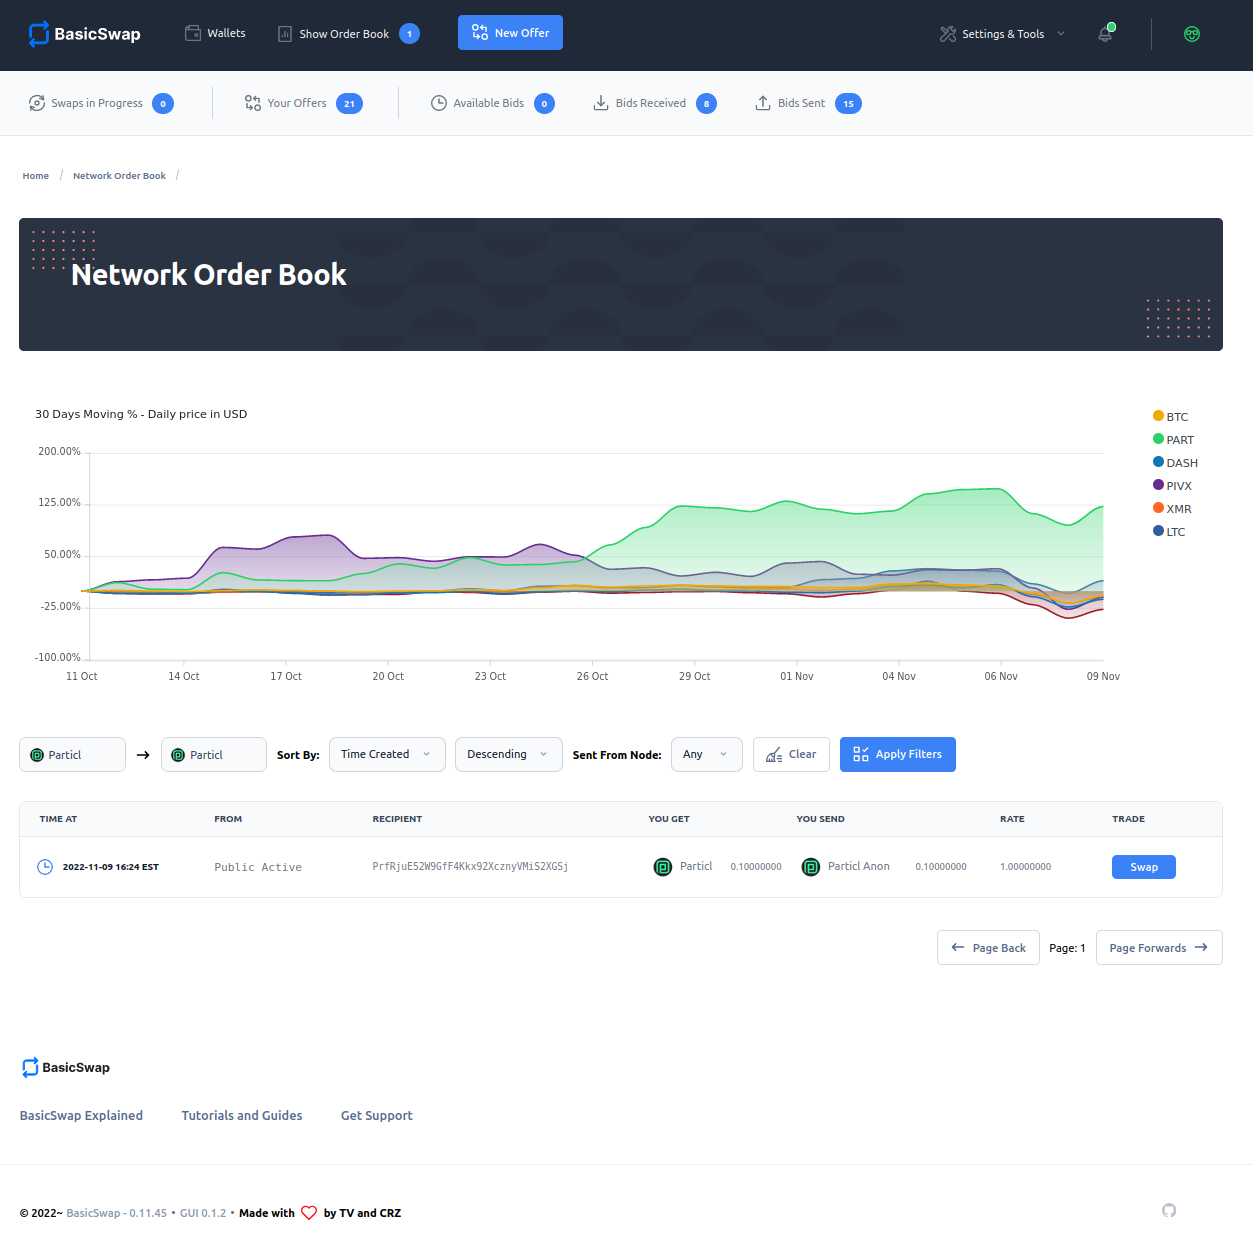 BasicSwap Wallets Show Order Book 1 New Offer Settings & Tools
Swaps in Progress 0 Your Offers 21 Available Bids 0 Bids Received 8 Bids Sent 15
Home / Network Order Book /
Network Order Book
30 Days Moving % - Daily price in USD
BTC
PART
DASH
PIVX
XMR
LTC
200.00%
125.00%
50.00%
-25.00%
-100.00%
11 Oct 14 Oct 17 Oct 20 Oct 23 Oct 26 Oct 29 Oct 01 Nov 04 Nov 06 Nov 09 Nov
Particl → Particl Sort By: Time Created Descending Sent From Node: Any Clear Apply Filters
TIME AT FROM RECIPIENT YOU GET YOU SEND RATE TRADE
2022-11-09 16:24 EST Public Active PrfRjuE52W9GfF4Kkx92XcznyVMiS2XGSj Particl 0.10000000 Particl Anon 0.10000000 1.00000000 Swap
← Page Back Page: 1 Page Forwards →
BasicSwap
BasicSwap Explained Tutorials and Guides Get Support
© 2022~ BasicSwap - 0.11.45 • GUI 0.1.2 • Made with ♡ by TV and CRZ